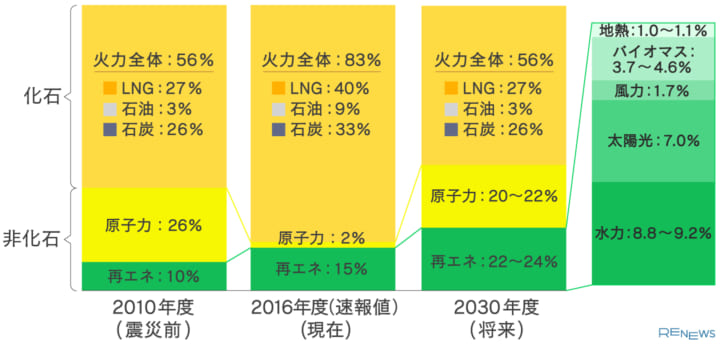 化石
非化石
火力全体:56%
LNG:27%
石油:3%
石炭:26%
原子力:26%
再エネ:10%
2010年度
(震災前)
火力全体:83%
LNG:40%
石油:9%
石炭:33%
原子力:2%
再エネ:15%
2016年度(速報値)
(現在)
火力全体:56%
LNG:27%
石油:3%
石炭:26%
原子力:20〜22%
再エネ:22〜24%
2030年度
(将来)
地熱:1.0〜1.1%
バイオマス:
3.7〜4.6%
風力:1.7%
太陽光:7.0%
水力:8.8〜9.2%
RENEWS